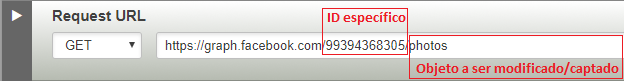 Request URL
ID específico
GET
https://graph.facebook.com/99394368305/photos
Objeto a ser modificado/captado